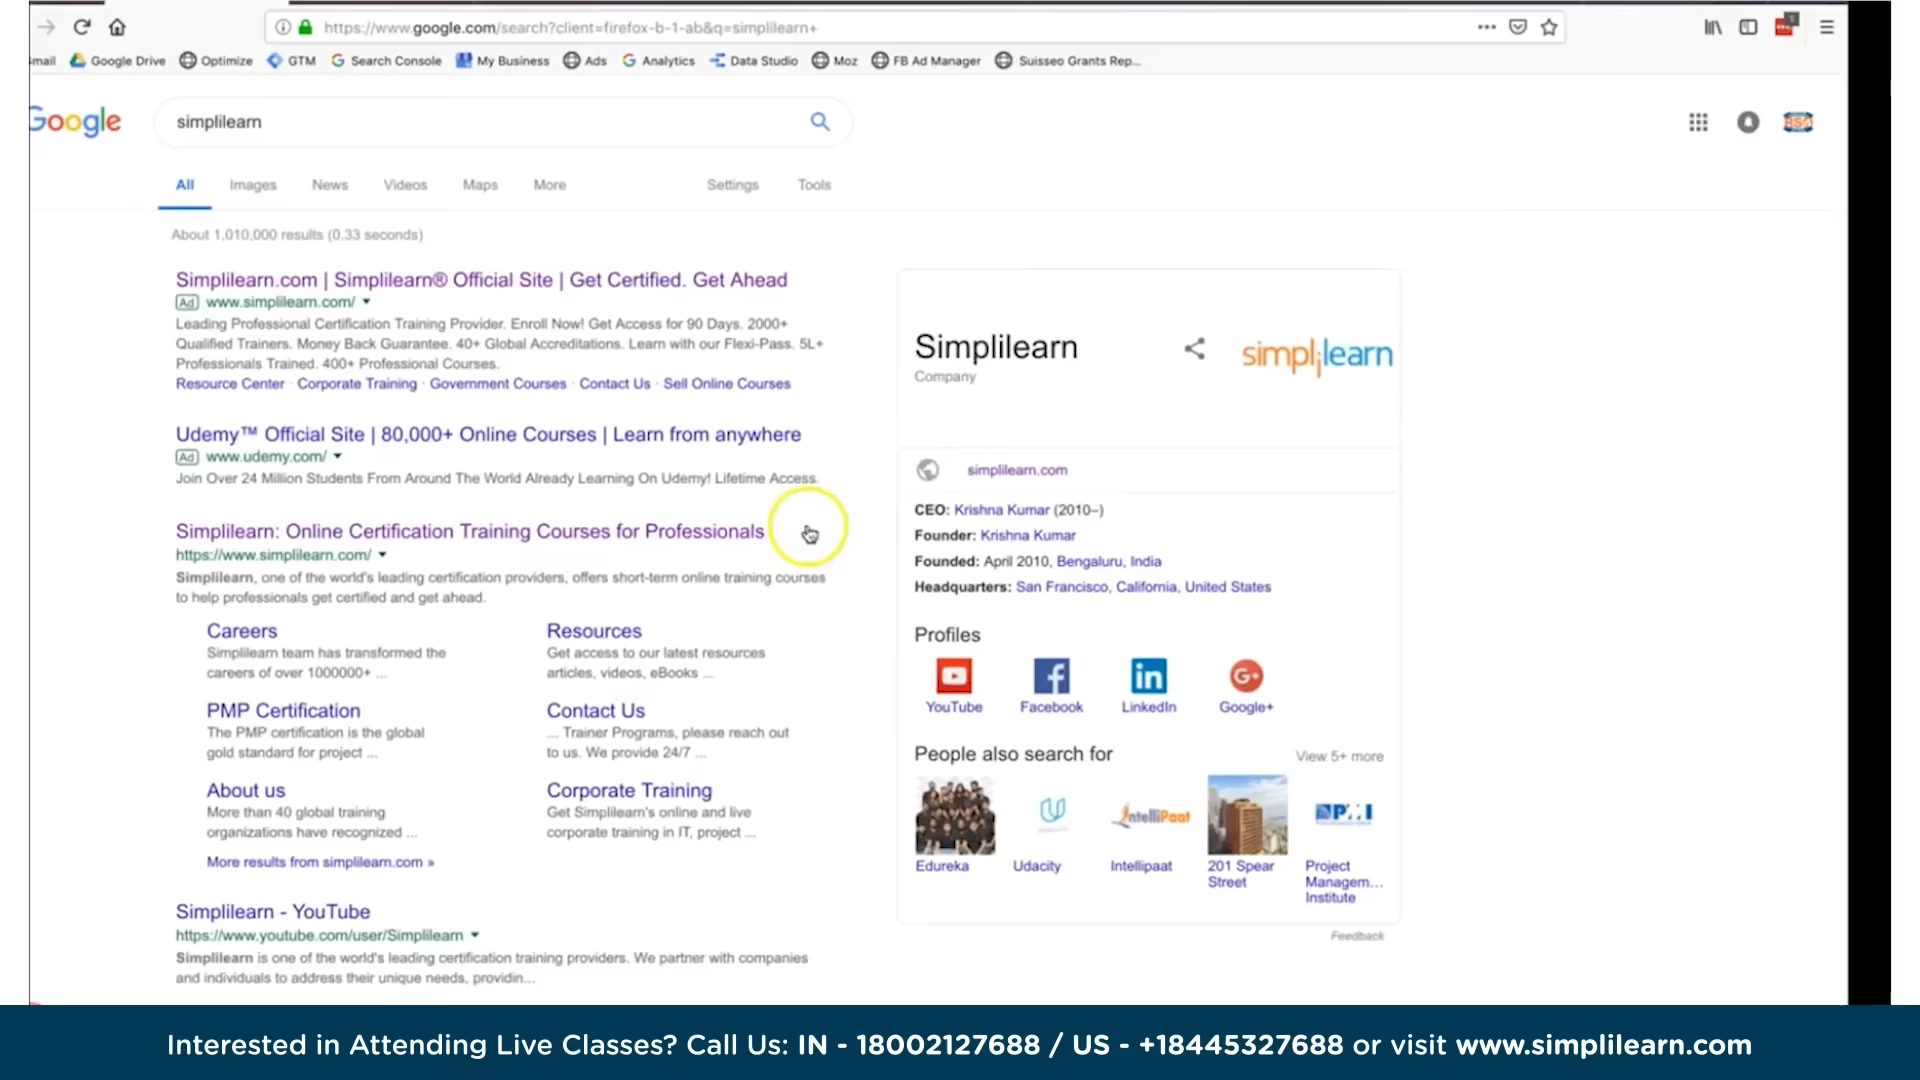 https://www.google.com/search?client=firefox-b-1-ab&q=simplilearn+
mail Google Drive Optimize GTM Search Console My Business Ads Analytics Data Studio Moz FB Ad Manager Suisseo Grants Rep...
Google simplilearn
All Images News Videos Maps More Settings Tools
About 1,010,000 results (0.33 seconds)
Simplilearn.com | Simplilearn® Official Site | Get Certified. Get Ahead
Ad www.simplilearn.com/
Leading Professional Certification Training Provider. Enroll Now! Get Access for 90 Days. 2000+
Qualified Trainers. Money Back Guarantee. 40+ Global Accreditations. Learn with our Flexi-Pass. 5L+
Professionals Trained. 400+ Professional Courses.
Resource Center · Corporate Training · Government Courses · Contact Us · Sell Online Courses
Udemy™ Official Site | 80,000+ Online Courses | Learn from anywhere
Ad www.udemy.com/
Join Over 24 Million Students From Around The World Already Learning On Udemy! Lifetime Access.
Simplilearn: Online Certification Training Courses for Professionals
https://www.simplilearn.com/
Simplilearn, one of the world's leading certification providers, offers short-term online training courses
to help professionals get certified and get ahead.
Careers
Simplilearn team has transformed the
careers of over 1000000+ ...
Resources
Get access to our latest resources
articles, videos, eBooks ...
PMP Certification
The PMP certification is the global
gold standard for project ...
Contact Us
... Trainer Programs, please reach out
to us. We provide 24/7 ...
About us
More than 40 global training
organizations have recognized ...
Corporate Training
Get Simplilearn's online and live
corporate training in IT, project ...
More results from simplilearn.com »
Simplilearn - YouTube
https://www.youtube.com/user/Simplilearn
Simplilearn is one of the world's leading certification training providers. We partner with companies
and individuals to address their unique needs, providin...
Simplilearn
Company
simplilearn
simplilearn.com
CEO: Krishna Kumar (2010–)
Founder: Krishna Kumar
Founded: April 2010, Bengaluru, India
Headquarters: San Francisco, California, United States
Profiles
YouTube Facebook LinkedIn Google+
People also search for View 5+ more
IntelliPaat PMI
Edureka
Udacity
Intellipaat
201 Spear
Street
Project
Managem...
Institute
Feedback
Interested in Attending Live Classes? Call Us: IN - 18002127688 / US - +18445327688 or visit www.simplilearn.com